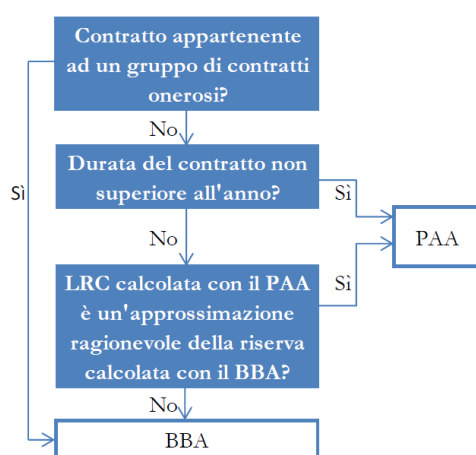 Contratto appartenente
ad un gruppo di contratti
onerosi?
No
Sì
Durata del contratto non
superiore all'anno?
Sì
PAA
No
LRC calcolata con il PAA
è un'approssimazione
ragionevole della riserva
calcolata con il BBA?
Sì
No
BBA